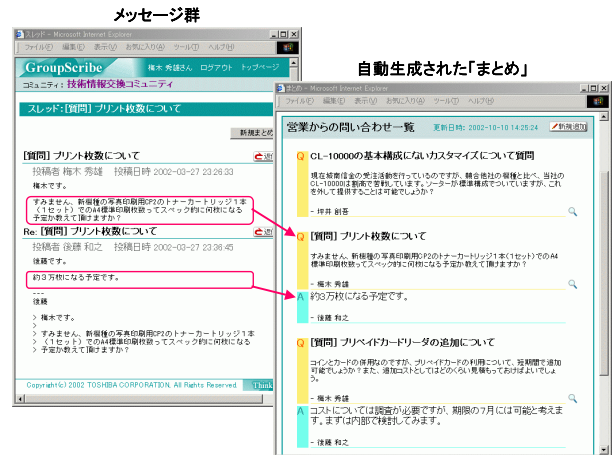 メッセージ群
スレッド - Microsoft Internet Explorer
ファイル(F) 編集(E) 表示(V) お気に入り(A) ツール(T) ヘルプ(H)
GroupScribe
梅木 秀雄さん ログアウト トップページ
コミュニティ: 技術情報交換コミュニティ
スレッド:[質問] プリント枚数について
新規まとめ
[質問] プリント枚数について
投稿者 梅木 秀雄 投稿日時 2002-03-27 23:26:33
梅木です。
すみません、新機種の写真印刷用CP2のトナーカートリッジ1本
(1セット)でのA4標準印刷枚数ってスペック的に何枚になる
予定か教えて頂けますか?
Re: [質問] プリント枚数について
投稿者 後藤 和之 投稿日時 2002-03-27 23:36:45
後藤です。
約3万枚になる予定です。
---
後藤
> 梅木です。
>
> すみません、新機種の写真印刷用CP2のトナーカートリッジ1本
> (1セット)でのA4標準印刷枚数ってスペック的に何枚になる
> 予定か教えて頂けますか?
Copyright(c) 2002 TOSHIBA CORPORATION, All Rights Reserved.
Think
自動生成された「まとめ」
まとめ - Microsoft Internet Explorer
ファイル(F) 編集(E) 表示(V) お気に入り(A) ツール(T) ヘルプ(H)
営業からの問い合わせ一覧 更新日時: 2002-10-10 14:25:24 新規追加
Q CL-10000の基本構成にないカスタマイズについて質問
現在城南信金の受注活動を行っているのですが、競合他社の機種と比べ、当社の
CL-10000は割高で苦戦しています。ソーターが標準構成でついていますが、これ
を外して提供することは可能でしょうか?
- 坪井 創吾
Q [質問] プリント枚数について
すみません、新機種の写真印刷用CP2のトナーカートリッジ1本(1セット)でのA4
標準印刷枚数ってスペック的に何枚になる予定か教えて頂けますか?
- 梅木 秀雄
A 約3万枚になる予定です。
- 後藤 和之
Q [質問] プリペイドカードリーダの追加について
コインとカードの併用なのですが、プリペイドカードの利用について、短期間で追加
可能でしょうか?また、追加コストとしてはどのくらい見積もっておけばよいでしょ
う。
- 梅木 秀雄
A コストについては調査が必要ですが、期限の7月には可能と考えま
す。まずは内部で検討してみます。
- 後藤 和之